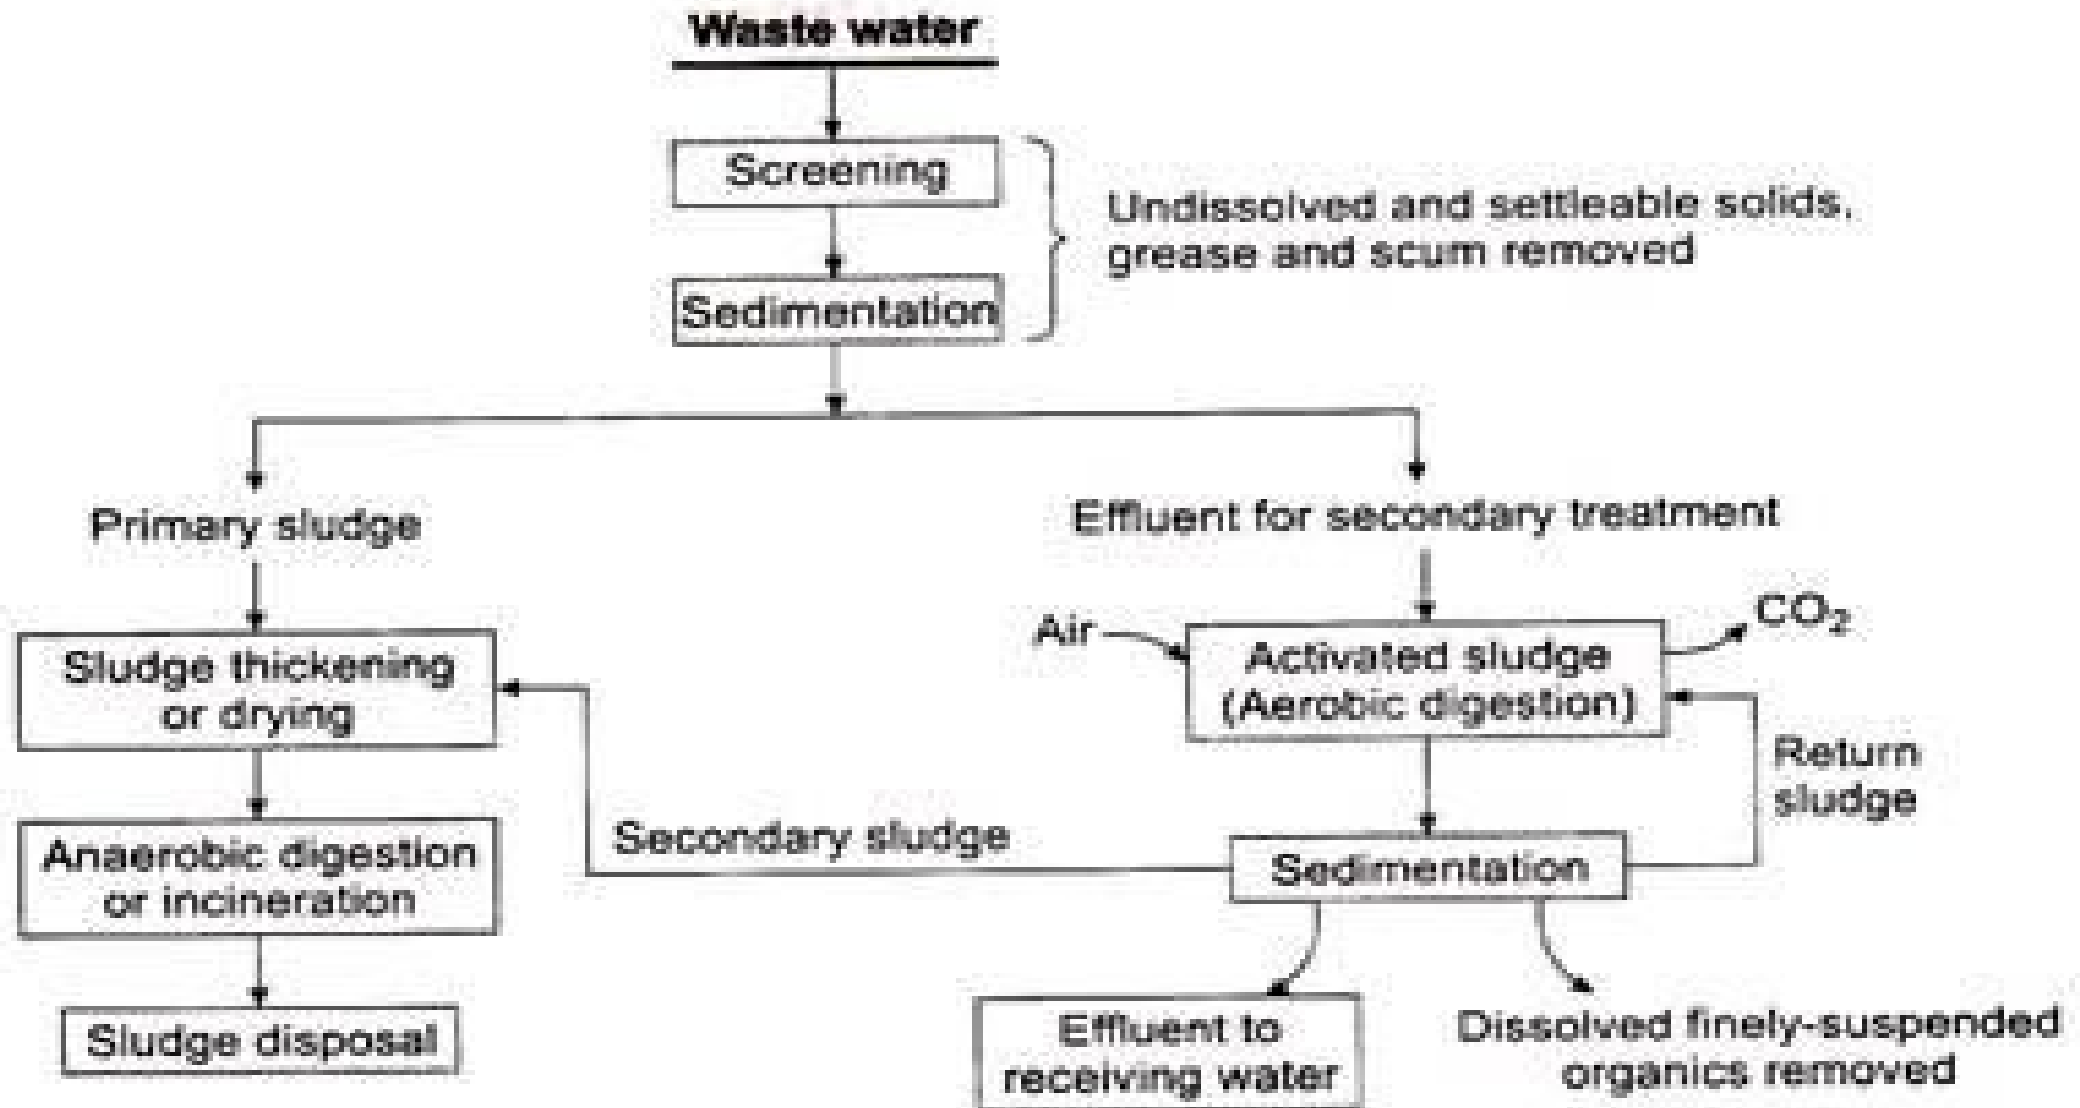 Waste water
Screening
Undissolved and settleable solids,
grease and scum removed
Sedimentation
Primary sludge
Effluent for secondary treatment
Air
CO₂
Sludge thickening
or drying
Activated sludge
(Aerobic digestion)
Return
sludge
Secondary sludge
Anaerobic digestion
or incineration
Sedimentation
Sludge disposal
Effluent to
receiving water
Dissolved finely-suspended
organics removed